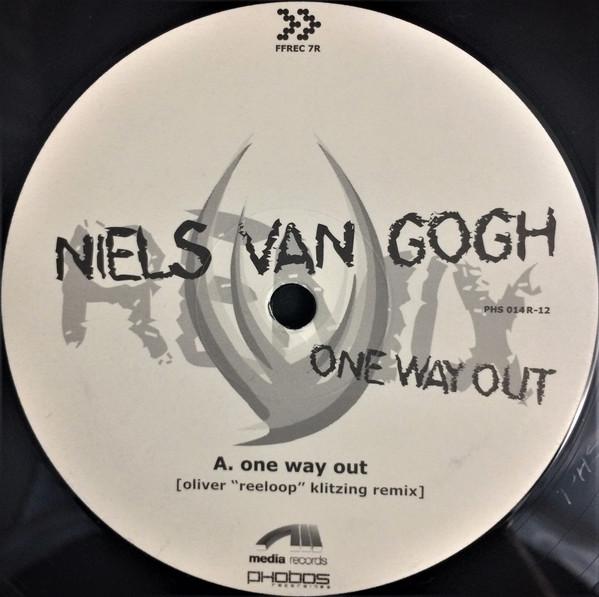 FFREC 7R
NIELS VAN GOGH
REMIX
PHS 014R-12
ONE WAY OUT
A. one way out
[oliver "reeloop" klitzing remix]
media records
phobos
recordings